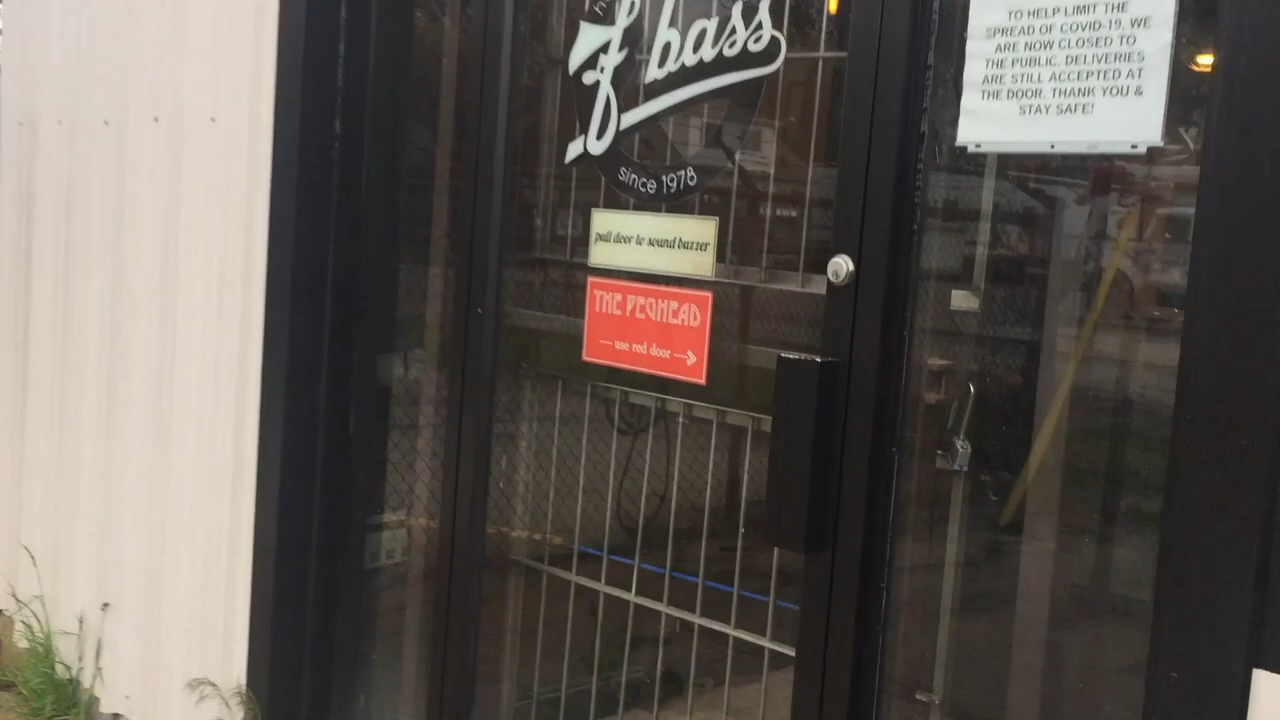 f bass
since 1978
pull door to sound buzzer
THE PEGHEAD
use red door
TO HELP LIMIT THE
SPREAD OF COVID-19, WE
ARE NOW CLOSED TO
THE PUBLIC. DELIVERIES
ARE STILL ACCEPTED AT
THE DOOR. THANK YOU &
STAY SAFE!